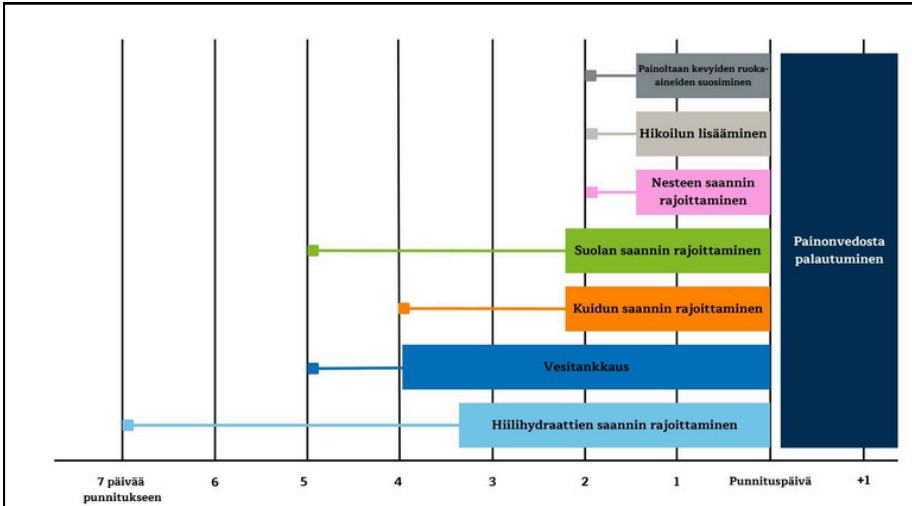 Painoltaan kevyiden ruoka-
aineiden suosiminen
Hikoilun lisääminen
Nesteen saannin
rajoittaminen
Suolan saannin rajoittaminen
Kuidun saannin rajoittaminen
Vesitankkaus
Hiilihydraattien saannin rajoittaminen
Painonvedosta
palautuminen
7 päivää
punnitukseen
6
5
4
3
2
1
Punnituspäivä
+1